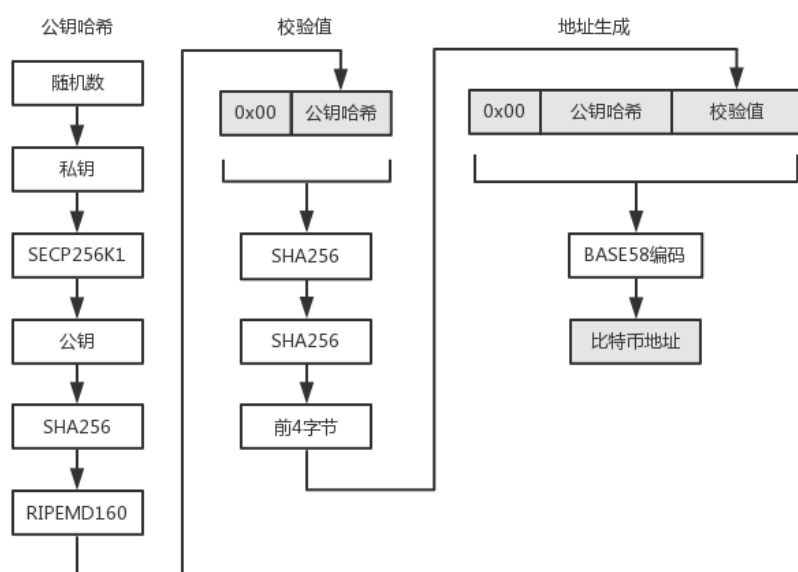 公钥哈希
随机数
私钥
SECP256K1
公钥
SHA256
RIPEMD160
校验值
0x00 公钥哈希
SHA256
SHA256
前4字节
地址生成
0x00 公钥哈希 校验值
BASE58编码
比特币地址